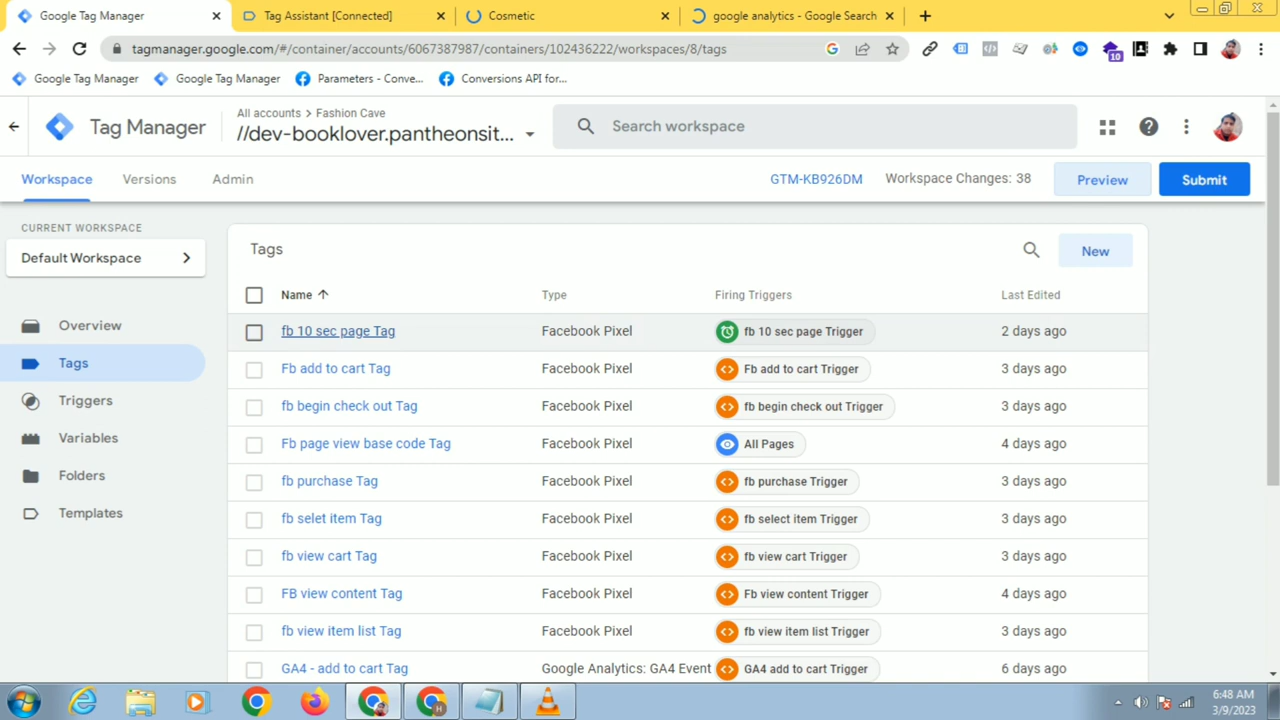 Google Tag Manager
Tag Assistant [Connected]
Cosmetic
google analytics - Google Search
tagmanager.google.com/#/container/accounts/6067387987/containers/102436222/workspaces/8/tags
10
Google Tag Manager
Google Tag Manager
Parameters - Conve...
Conversions API for...
Tag Manager
All accounts > Fashion Cave
//dev-booklover.pantheonsit...
Search workspace
Workspace
Versions
Admin
GTM-KB926DM
Workspace Changes: 38
Preview
Submit
CURRENT WORKSPACE
Default Workspace
Overview
Tags
Triggers
Variables
Folders
Templates
Tags
New
Name
Type
Firing Triggers
Last Edited
fb 10 sec page Tag
Facebook Pixel
fb 10 sec page Trigger
2 days ago
Fb add to cart Tag
Facebook Pixel
Fb add to cart Trigger
3 days ago
fb begin check out Tag
Facebook Pixel
fb begin check out Trigger
3 days ago
Fb page view base code Tag
Facebook Pixel
All Pages
4 days ago
fb purchase Tag
Facebook Pixel
fb purchase Trigger
3 days ago
fb selet item Tag
Facebook Pixel
fb select item Trigger
3 days ago
fb view cart Tag
Facebook Pixel
fb view cart Trigger
3 days ago
FB view content Tag
Facebook Pixel
Fb view content Trigger
4 days ago
fb view item list Tag
Facebook Pixel
fb view item list Trigger
3 days ago
GA4 - add to cart Tag
Google Analytics: GA4 Event
GA4 add to cart Trigger
6 days ago
6:48 AM
3/9/2023